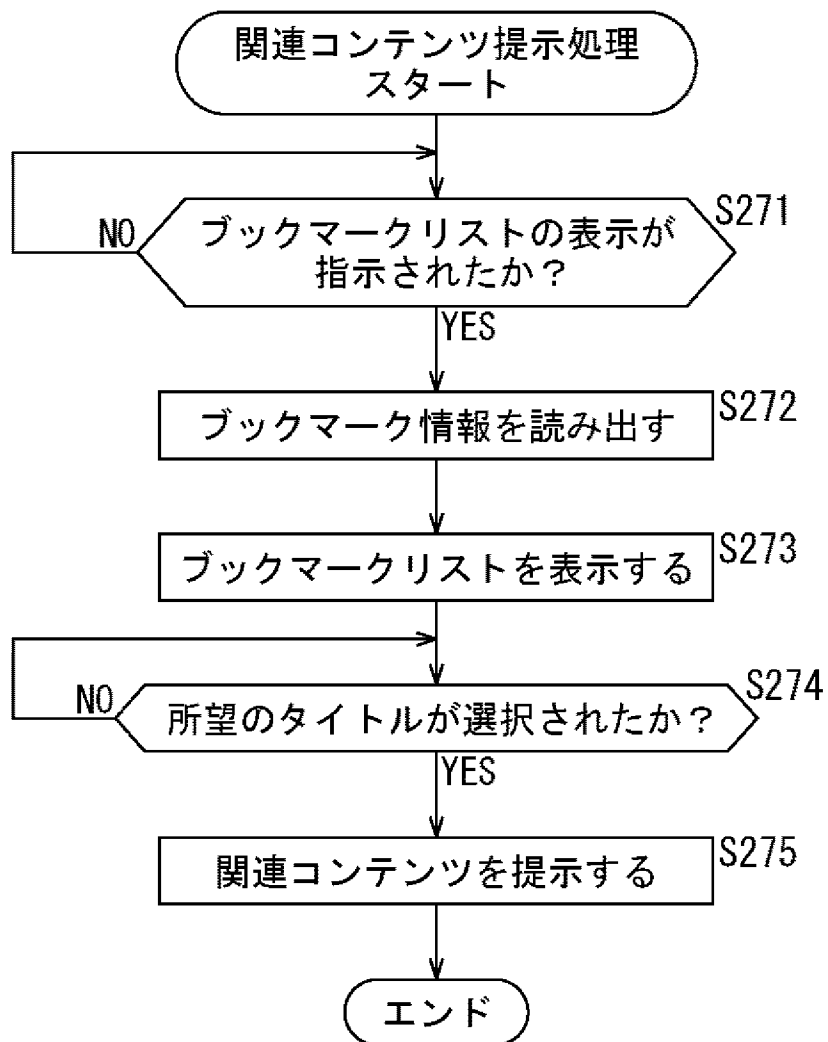 関連コンテンツ提示処理
スタート
S271
NO
ブックマークリストの表示が
指示されたか？
YES
S272
ブックマーク情報を読み出す
S273
ブックマークリストを表示する
S274
NO
所望のタイトルが選択されたか？
YES
S275
関連コンテンツを提示する
エンド